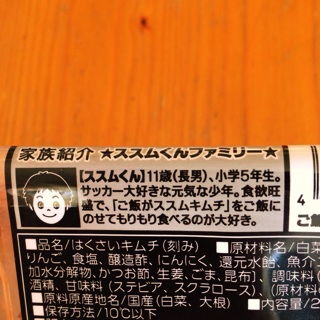 家族紹介 ★ススムくんファミリー★
【ススムくん】11歳(長男)、小学5年生。
サッカー大好きな元気な少年。食欲旺
盛で、「ご飯がススムキムチ」をご飯に
のせてもりもり食べるのが大好き。
4
ご飯
■品名/はくさいキムチ(刻み) ■原材料名/白菜
りんご、食塩、醸造酢、にんにく、還元水飴、魚介
加水分解物、かつお節、生姜、ごま、昆布)、調味料(
酒精、甘味料(ステビア、スクラロース)、(原材料の
■原料原産地名/国産(白菜、大根) ■内容量/2
■保存方法/10℃以下